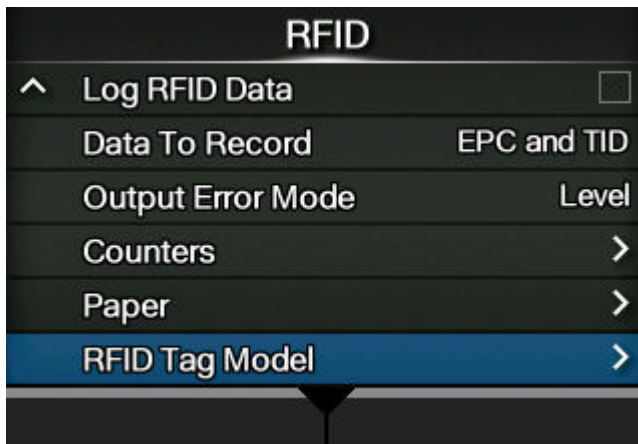 RFID
Log RFID Data
Data To Record EPC and TID
Output Error Mode Level
Counters
Paper
RFID Tag Model